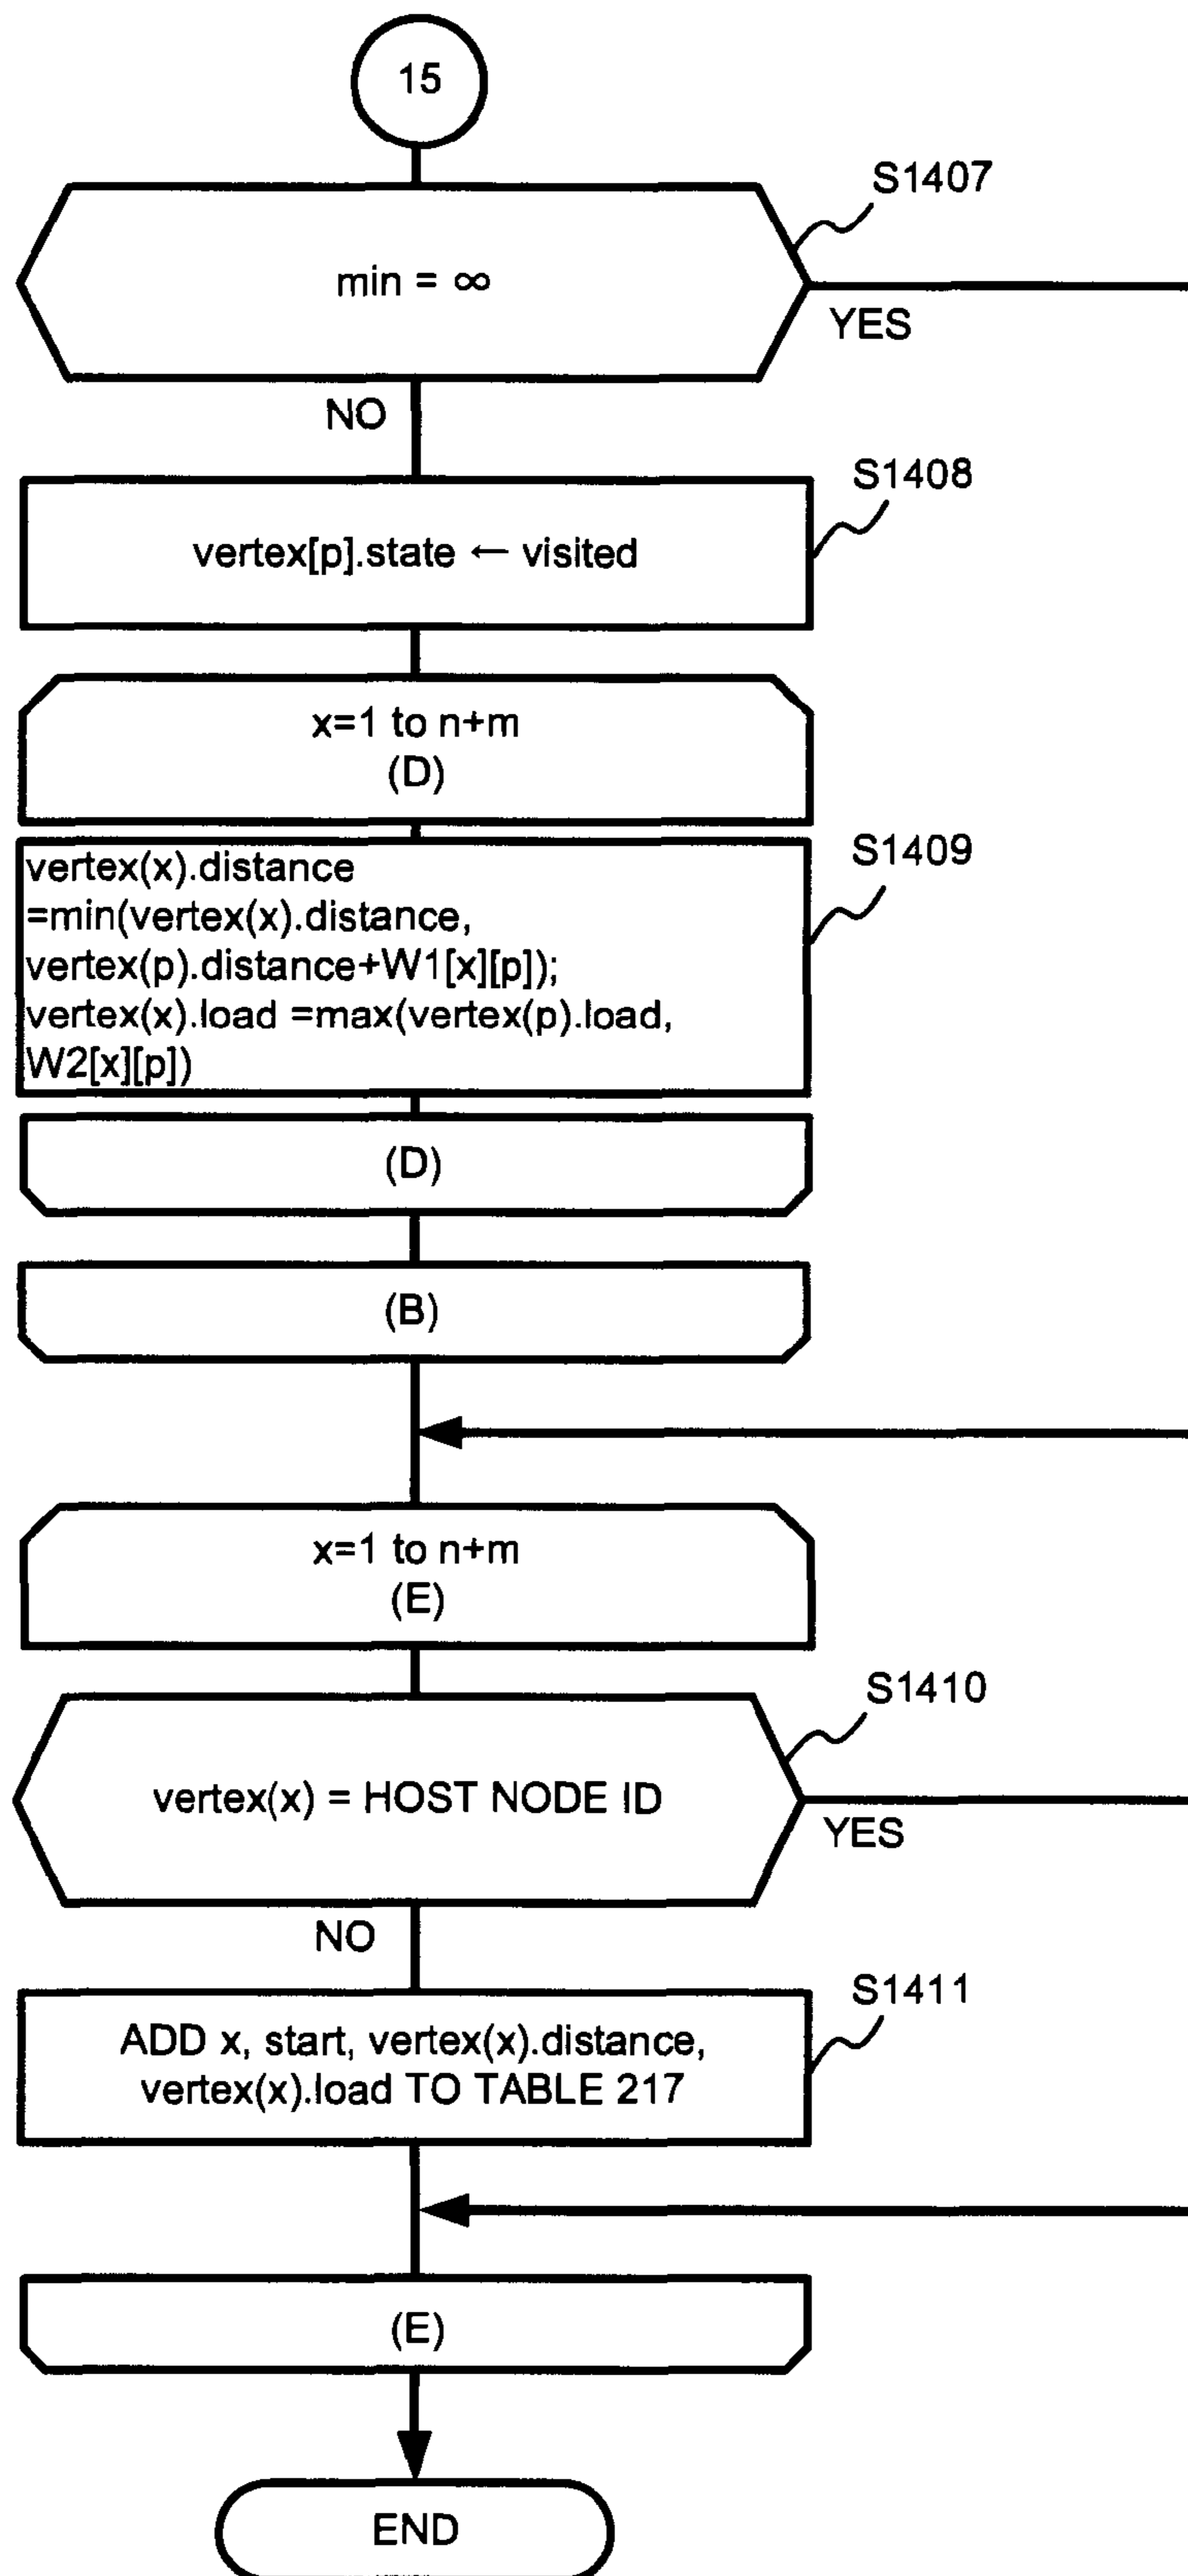 15
S1407
min = ∞
YES
NO
S1408
vertex[p].state ← visited
x=1 to n+m
(D)
S1409
vertex(x).distance
=min(vertex(x).distance,
vertex(p).distance+W1[x][p]);
vertex(x).load =max(vertex(p).load,
W2[x][p])
(D)
(B)
x=1 to n+m
(E)
S1410
vertex(x) = HOST NODE ID
YES
NO
S1411
ADD x, start, vertex(x).distance,
vertex(x).load TO TABLE 217
(E)
END